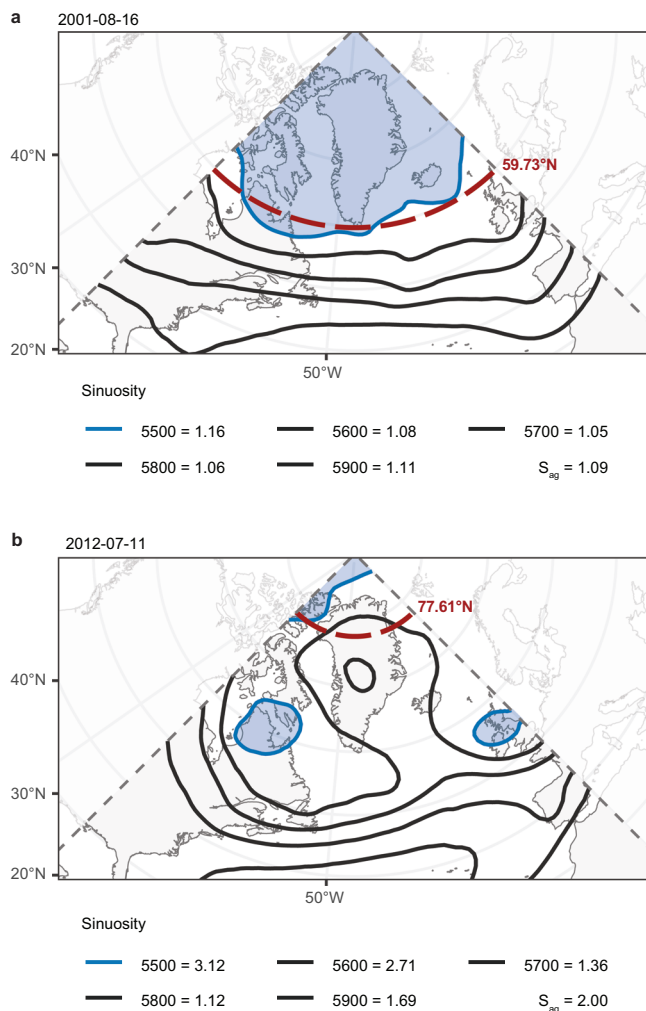 a
2001-08-16
40°N
59.73°N
30°N
20°N
50°W
Sinuosity
5500 = 1.16 5600 = 1.08 5700 = 1.05
5800 = 1.06 5900 = 1.11 S_ag = 1.09
b
2012-07-11
77.61°N
40°N
30°N
20°N
50°W
Sinuosity
5500 = 3.12 5600 = 2.71 5700 = 1.36
5800 = 1.12 5900 = 1.69 S_ag = 2.00